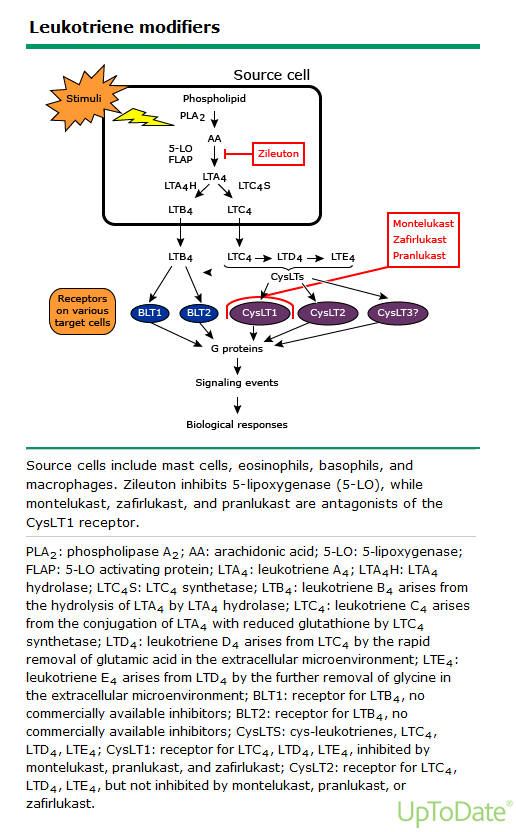 Leukotriene modifiers
Source cell
Stimuli
Phospholipid
PLA2
AA
5-LO
FLAP
Zileuton
LTA4
LTA4H
LTC4S
LTB4
LTC4
Montelukast
Zafirlukast
Pranlukast
LTB4
LTC4
LTD4
LTE4
CysLTs
Receptors
on various
target cells
BLT1
BLT2
CysLT1
CysLT2
CysLT3?
G proteins
Signaling events
Biological responses
Source cells include mast cells, eosinophils, basophils, and
macrophages. Zileuton inhibits 5-lipoxygenase (5-LO), while
montelukast, zafirlukast, and pranlukast are antagonists of the
CysLT1 receptor.
PLA2: phospholipase A2; AA: arachidonic acid; 5-LO: 5-lipoxygenase;
FLAP: 5-LO activating protein; LTA4: leukotriene A4; LTA4H: LTA4
hydrolase; LTC4S: LTC4 synthetase; LTB4: leukotriene B4 arises from
the hydrolysis of LTA4 by LTA4 hydrolase; LTC4: leukotriene C4 arises
from the conjugation of LTA4 with reduced glutathione by LTC4
synthetase; LTD4: leukotriene D4 arises from LTC4 by the rapid
removal of glutamic acid in the extracellular microenvironment; LTE4:
leukotriene E4 arises from LTD4 by the further removal of glycine in
the extracellular microenvironment; BLT1: receptor for LTB4, no
commercially available inhibitors; BLT2: receptor for LTB4, no
commercially available inhibitors; CysLTS: cys-leukotrienes, LTC4,
LTD4, LTE4; CysLT1: receptor for LTC4, LTD4, LTE4, inhibited by
montelukast, pranlukast, and zafirlukast; CysLT2: receptor for LTC4,
LTD4, LTE4, but not inhibited by montelukast, pranlukast, or
zafirlukast.
UpToDate®